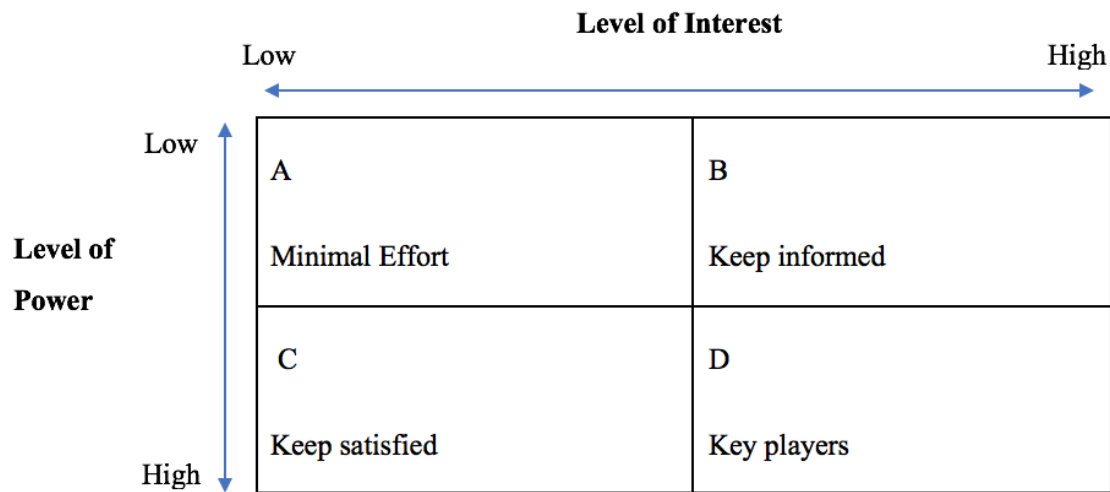 Level of Interest
Low High
Low
A B
Level of
Power
Minimal Effort Keep informed
C D
Keep satisfied Key players
High